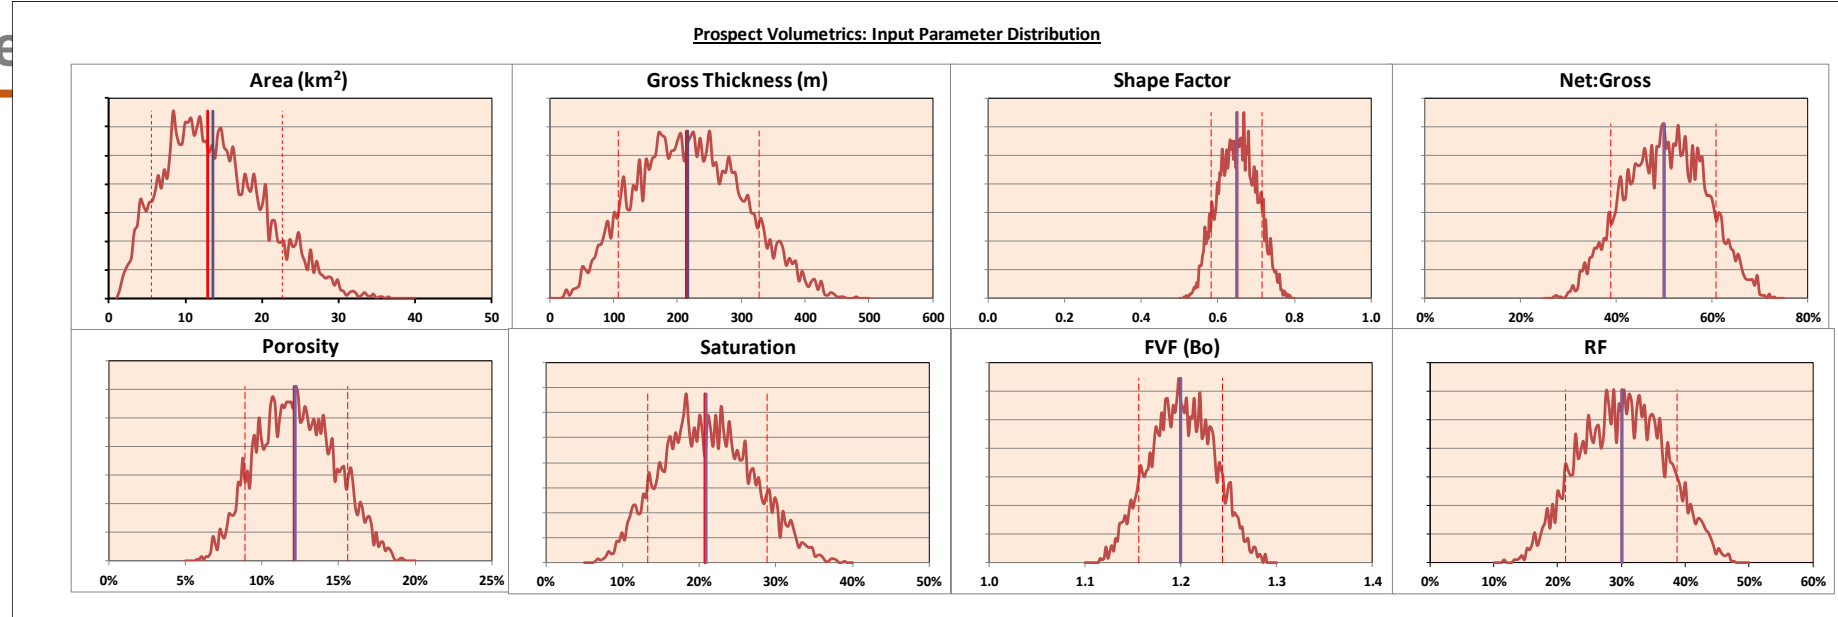 e
Prospect Volumetrics: Input Parameter Distribution
Area (km²) Gross Thickness (m) Shape Factor Net:Gross
0 10 20 30 40 50 0 100 200 300 400 500 600 0.0 0.2 0.4 0.6 0.8 1.0 0% 20% 40% 60% 80%
Porosity Saturation FVF (Bo) RF
0% 5% 10% 15% 20% 25% 0% 10% 20% 30% 40% 50% 1.0 1.1 1.2 1.3 1.4 0% 10% 20% 30% 40% 50% 60%